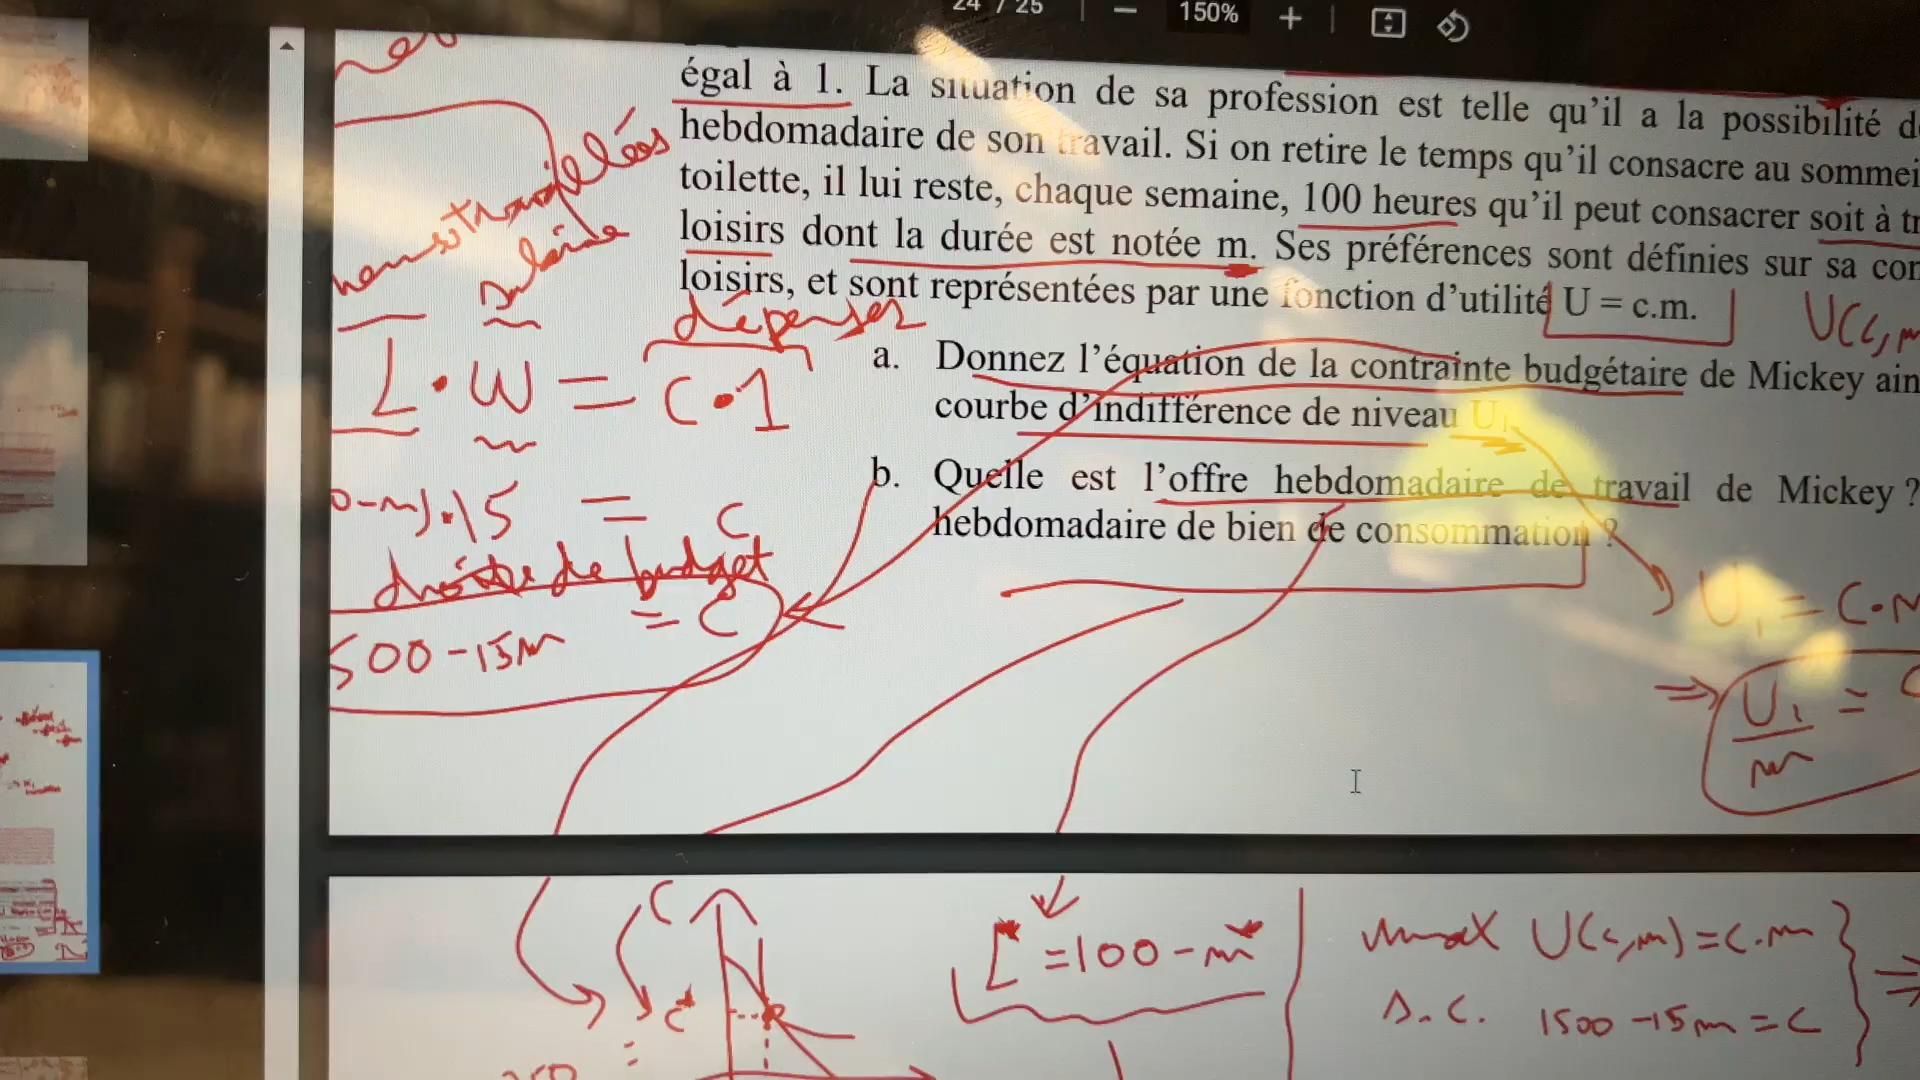 24 / 25
150%
égal à 1. La situation de sa profession est telle qu'il a la possibilité d
hebdomadaire de son travail. Si on retire le temps qu'il consacre au sommei
toilette, il lui reste, chaque semaine, 100 heures qu'il peut consacrer soit à tr
loisirs dont la durée est notée m. Ses préférences sont définies sur sa con
loisirs, et sont représentées par une fonction d'utilité U = c.m.
a. Donnez l'équation de la contrainte budgétaire de Mickey ain
courbe d'indifférence de niveau U₁
b. Quelle est l'offre hebdomadaire de travail de Mickey ?
hebdomadaire de bien de consommation ?
salaire
dépenses
L . w = c . 1
0-m).15 = c
droite de budget
500 - 15m = c
U(c,m
U₁ = c.m
⇒ U₁/m =
c
c*
L* = 100 - m*
max U(c,m) = c.m
s.c. 1500 - 15m = c
⇒